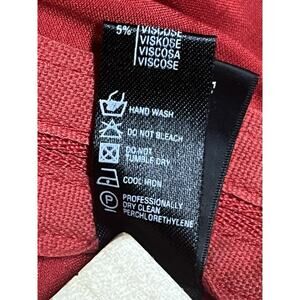 5% VISCOSE
VISKOSE
VISCOSA
VISCOSE
HAND WASH
DO NOT BLEACH
DO NOT
TUMBLE DRY
COOL IRON
P
PROFESSIONALLY
DRY CLEAN
PERCHLORETHYLENE